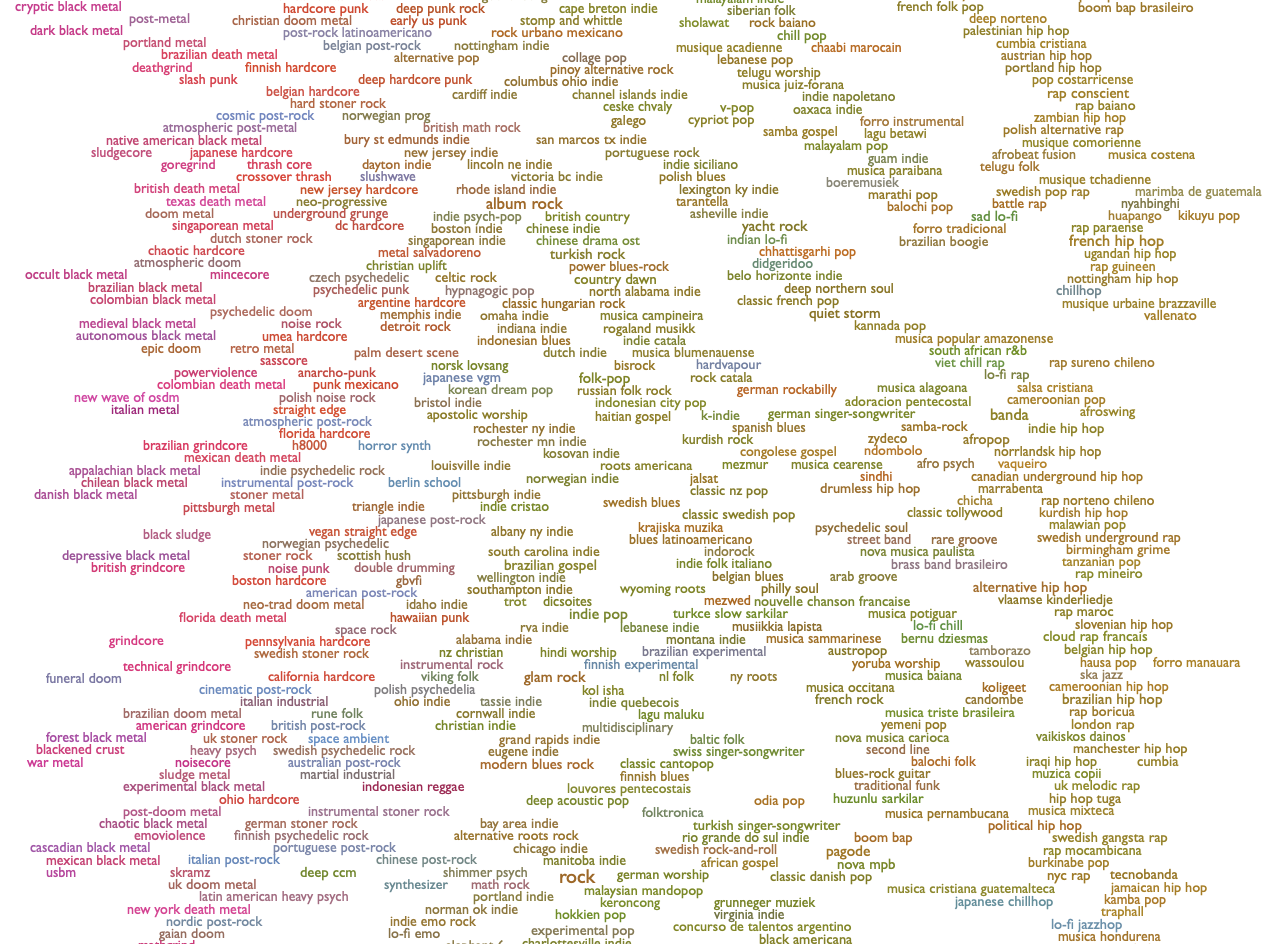 cryptic black metal
hardcore punk
deep punk rock
cape breton indie
siberian folk
french folk pop
boom bap brasileiro
post-metal
christian doom metal
early us punk
stomp and whittle
sholawat
rock baiano
deep norteno
dark black metal
post-rock latinoamericano
rock urbano mexicano
chill pop
palestinian hip hop
portland metal
belgian post-rock
nottingham indie
musique acadienne
chaabi marocain
cumbia cristiana
brazilian death metal
alternative pop
collage pop
lebanese pop
austrian hip hop
deathgrind
finnish hardcore
pinoy alternative rock
telugu worship
portland hip hop
slash punk
deep hardcore punk
columbus ohio indie
musica juiz-forana
pop costarricense
belgian hardcore
cardiff indie
channel islands indie
indie napoletano
rap conscient
hard stoner rock
ceske chvaly
v-pop
oaxaca indie
rap baiano
cosmic post-rock
norwegian prog
galego
cypriot pop
forro instrumental
zambian hip hop
atmospheric post-metal
british math rock
samba gospel
lagu betawi
polish alternative rap
native american black metal
bury st edmunds indie
san marcos tx indie
malayalam pop
musique comorienne
sludgecore
japanese hardcore
new jersey indie
portuguese rock
guam indie
afrobeat fusion
musica costena
goregrind
thrash core
dayton indie
lincoln ne indie
indie siciliano
musica paraibana
telugu folk
crossover thrash
slushwave
victoria bc indie
polish blues
boeremusiek
musique tchadienne
british death metal
new jersey hardcore
rhode island indie
lexington ky indie
marathi pop
swedish pop rap
marimba de guatemala
texas death metal
neo-progressive
album rock
tarantella
balochi pop
battle rap
nyahbinghi
doom metal
underground grunge
indie psych-pop
british country
asheville indie
sad lo-fi
huapango
kikuyu pop
singaporean metal
dc hardcore
boston indie
chinese indie
yacht rock
forro tradicional
rap paraense
dutch stoner rock
singaporean indie
chinese drama ost
indian lo-fi
brazilian boogie
french hip hop
chaotic hardcore
metal salvadoreno
turkish rock
chhattisgarhi pop
ugandan hip hop
atmospheric doom
christian uplift
power blues-rock
didgeridoo
rap guineen
occult black metal
mincecore
czech psychedelic
celtic rock
country dawn
belo horizonte indie
nottingham hip hop
brazilian black metal
psychedelic punk
hypnagogic pop
north alabama indie
deep northern soul
chillhop
colombian black metal
argentine hardcore
classic hungarian rock
classic french pop
musique urbaine brazzaville
psychedelic doom
memphis indie
omaha indie
musica campineira
quiet storm
vallenato
medieval black metal
noise rock
detroit rock
indiana indie
rogaland musikk
kannada pop
autonomous black metal
umea hardcore
indonesian blues
indie catala
musica popular amazonense
epic doom
retro metal
palm desert scene
dutch indie
musica blumenauense
south african r&b
sasscore
norsk lovsang
bisrock
hardvapour
viet chill rap
rap sureno chileno
powerviolence
anarcho-punk
japanese vgm
folk-pop
rock catala
lo-fi rap
colombian death metal
punk mexicano
korean dream pop
russian folk rock
german rockabilly
musica alagoana
salsa cristiana
new wave of osdm
polish noise rock
bristol indie
indonesian city pop
adoracion pentecostal
cameroonian pop
italian metal
straight edge
apostolic worship
haitian gospel
k-indie
german singer-songwriter
banda
afroswing
atmospheric post-rock
rochester ny indie
spanish blues
samba-rock
indie hip hop
florida hardcore
rochester mn indie
kurdish rock
zydeco
afropop
brazilian grindcore
h8000
horror synth
kosovan indie
congolese gospel
ndombolo
norrlandsk hip hop
mexican death metal
louisville indie
roots americana
mezmur
musica cearense
afro psych
vaqueiro
appalachian black metal
indie psychedelic rock
norwegian indie
jalsat
sindhi
canadian underground hip hop
chilean black metal
instrumental post-rock
berlin school
classic nz pop
drumless hip hop
marrabenta
danish black metal
stoner metal
pittsburgh indie
swedish blues
chicha
rap norteno chileno
pittsburgh metal
triangle indie
indie cristao
classic swedish pop
classic tollywood
kurdish hip hop
japanese post-rock
krajiska muzika
psychedelic soul
malawian pop
black sludge
vegan straight edge
albany ny indie
blues latinoamericano
street band
rare groove
swedish underground rap
norwegian psychedelic
south carolina indie
indorock
nova musica paulista
birmingham grime
depressive black metal
stoner rock
scottish hush
brazilian gospel
indie folk italiano
brass band brasileiro
tanzanian pop
british grindcore
noise punk
double drumming
wellington indie
belgian blues
arab groove
rap mineiro
boston hardcore
gbvfi
southampton indie
wyoming roots
philly soul
alternative hip hop
american post-rock
trot
dicsoites
mezwed
nouvelle chanson francaise
vlaamse kinderliedje
neo-trad doom metal
idaho indie
indie pop
turkce slow sarkilar
musica potiguar
rap maroc
florida death metal
hawaiian punk
rva indie
lebanese indie
musiikkia lapista
lo-fi chill
slovenian hip hop
space rock
alabama indie
montana indie
musica sammarinese
bernu dziesmas
cloud rap francais
grindcore
pennsylvania hardcore
nz christian
hindi worship
brazilian experimental
austropop
tamborazo
belgian hip hop
swedish stoner rock
instrumental rock
finnish experimental
yoruba worship
wassoulou
hausa pop
forro manauara
technical grindcore
california hardcore
viking folk
glam rock
nl folk
ny roots
musica baiana
ska jazz
funeral doom
cinematic post-rock
polish psychedelia
kol isha
musica occitana
koligeet
cameroonian hip hop
italian industrial
ohio indie
tassie indie
indie quebecois
french rock
candombe
brazilian hip hop
brazilian doom metal
rune folk
cornwall indie
lagu maluku
musica triste brasileira
rap boricua
american grindcore
british post-rock
christian indie
multidisciplinary
yemeni pop
london rap
forest black metal
uk stoner rock
space ambient
grand rapids indie
baltic folk
nova musica carioca
vaikiskos dainos
blackened crust
heavy psych
swedish psychedelic rock
eugene indie
swiss singer-songwriter
second line
manchester hip hop
war metal
noisecore
australian post-rock
modern blues rock
classic cantopop
balochi folk
iraqi hip hop
cumbia
sludge metal
martial industrial
finnish blues
blues-rock guitar
muzica copii
experimental black metal
indonesian reggae
louvores pentecostais
traditional funk
uk melodic rap
ohio hardcore
deep acoustic pop
odia pop
huzunlu sarkilar
hip hop tuga
post-doom metal
instrumental stoner rock
folktronica
musica pernambucana
musica mixteca
chaotic black metal
german stoner rock
bay area indie
turkish singer-songwriter
political hip hop
emoviolence
finnish psychedelic rock
alternative roots rock
rio grande do sul indie
boom bap
swedish gangsta rap
cascadian black metal
portuguese post-rock
chicago indie
swedish rock-and-roll
pagode
rap mocambicana
mexican black metal
italian post-rock
chinese post-rock
manitoba indie
african gospel
nova mpb
burkinabe pop
usbm
skramz
deep ccm
shimmer psych
rock
german worship
classic danish pop
nyc rap
tecnobanda
uk doom metal
synthesizer
math rock
malaysian mandopop
musica cristiana guatemalteca
jamaican hip hop
latin american heavy psych
portland indie
keroncong
grunneger muziek
japanese chillhop
kamba pop
new york death metal
norman ok indie
hokkien pop
virginia indie
traphall
nordic post-rock
indie emo rock
experimental pop
concurso de talentos argentino
lo-fi jazzhop
gaian doom
lo-fi emo
charlottesville indie
black americana
musica hondurena